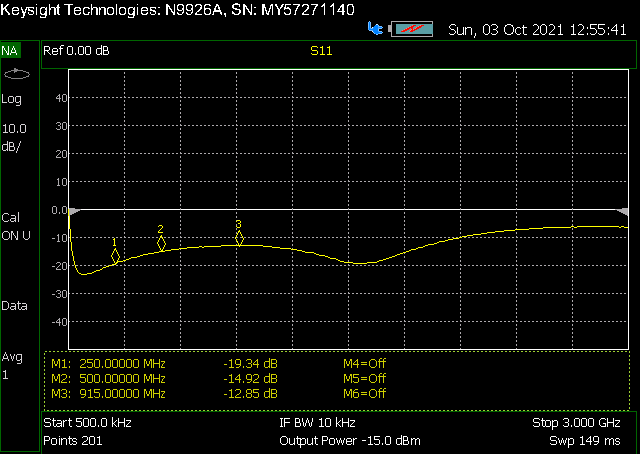 Keysight Technologies: N9926A, SN: MY57271140
Sun, 03 Oct 2021 12:55:41
NA Ref 0.00 dB S11
Log
10.0
dB/
Cal
ON U
Data
Avg
1
40
30
20
10
0.0
-10
-20
-30
-40
1
2
3
M1: 250.00000 MHz -19.34 dB M4=Off
M2: 500.00000 MHz -14.92 dB M5=Off
M3: 915.00000 MHz -12.85 dB M6=Off
Start 500.0 kHz IF BW 10 kHz Stop 3.000 GHz
Points 201 Output Power -15.0 dBm Swp 149 ms